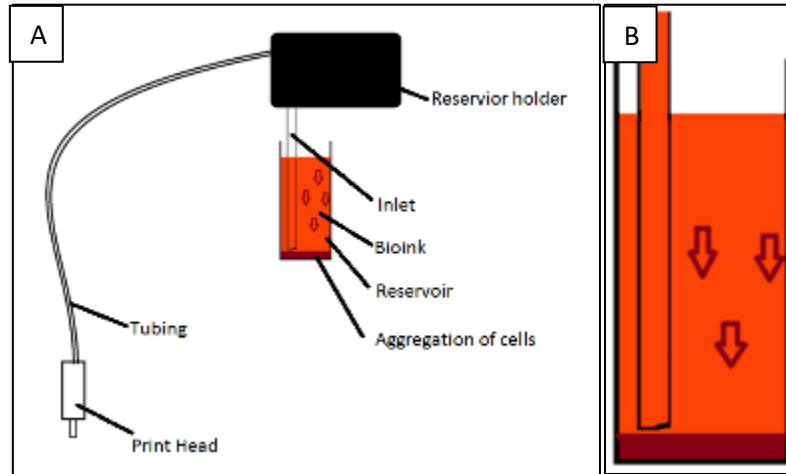 A
B
Reservior holder
Inlet
Bioink
Reservoir
Aggregation of cells
Tubing
Print Head